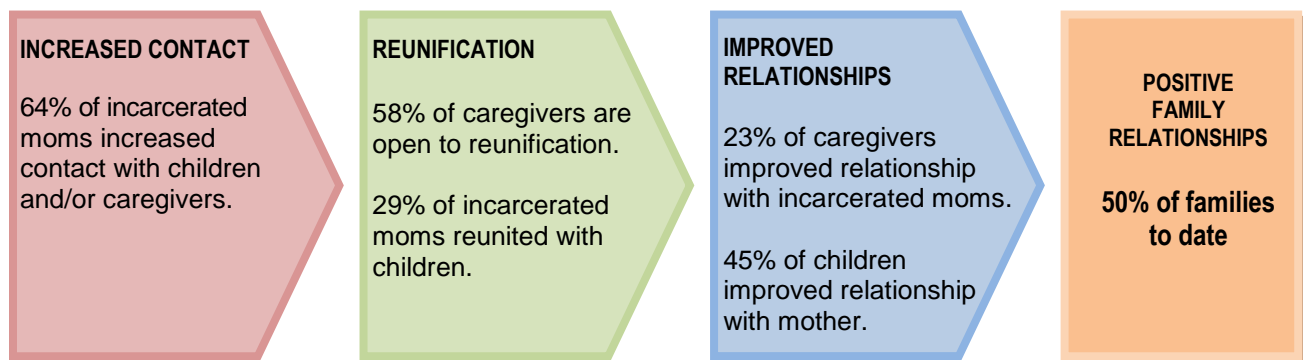 INCREASED CONTACT
64% of incarcerated
moms increased
contact with children
and/or caregivers.
REUNIFICATION
58% of caregivers are
open to reunification.
29% of incarcerated
moms reunited with
children.
IMPROVED
RELATIONSHIPS
23% of caregivers
improved relationship
with incarcerated moms.
45% of children
improved relationship
with mother.
POSITIVE
FAMILY
RELATIONSHIPS
50% of families
to date